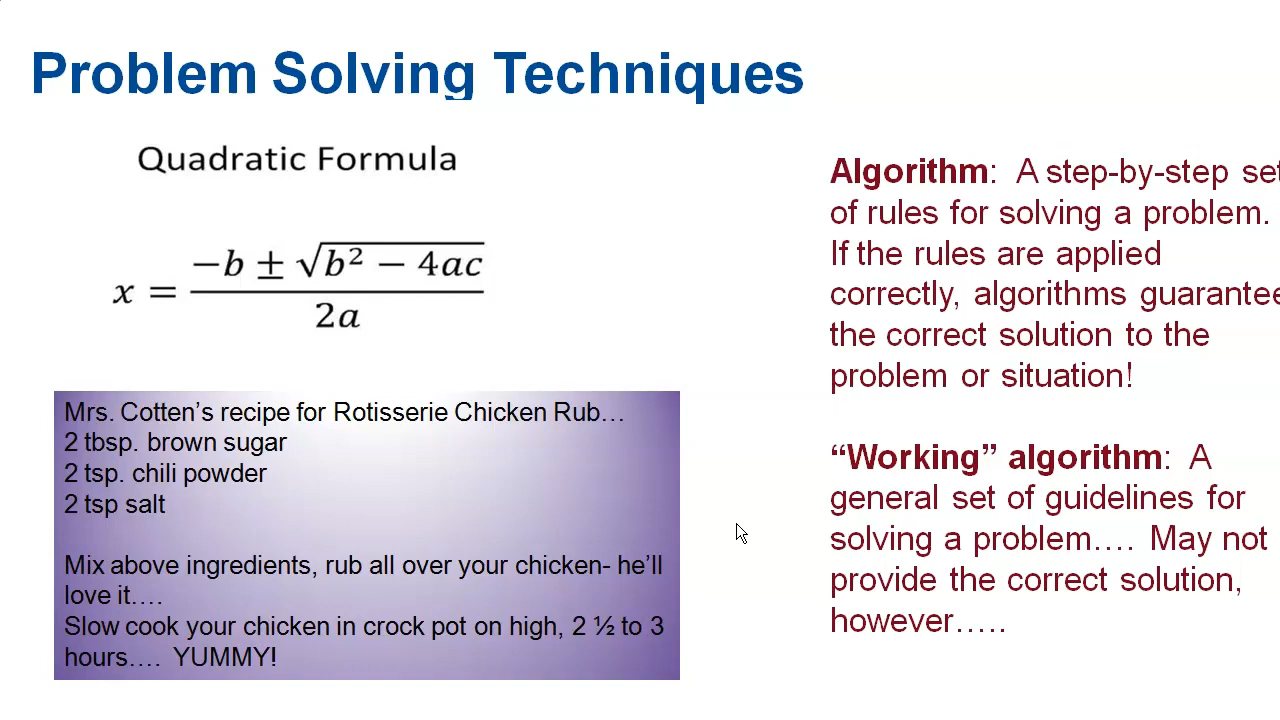 Problem Solving Techniques
Quadratic Formula
x = −b ± √b² − 4ac / 2a
Mrs. Cotten’s recipe for Rotisserie Chicken Rub…
2 tbsp. brown sugar
2 tsp. chili powder
2 tsp salt
Mix above ingredients, rub all over your chicken- he’ll
love it….
Slow cook your chicken in crock pot on high, 2 ½ to 3
hours…. YUMMY!
Algorithm: A step-by-step set
of rules for solving a problem.
If the rules are applied
correctly, algorithms guarantee
the correct solution to the
problem or situation!
“Working” algorithm: A
general set of guidelines for
solving a problem…. May not
provide the correct solution,
however…..